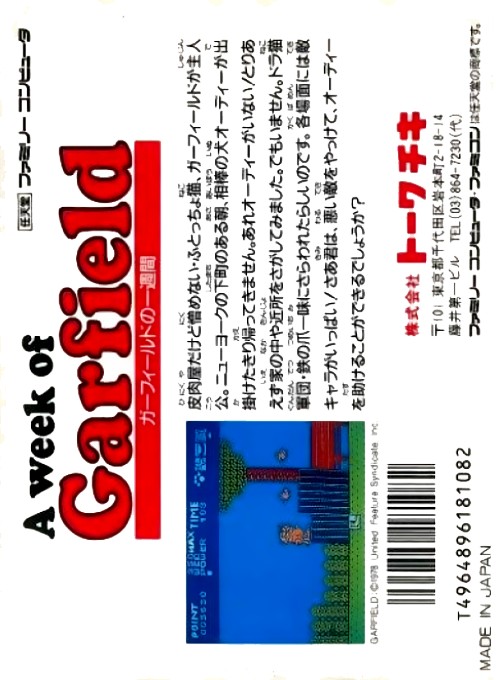 任天堂 ファミリー コンピュータ
A week of
Garfield
ガーフィールドの一週間
皮肉屋だけど憎めない・ふとっちょ猫、ガーフィールドが主人
公。ニューヨークの下町のある朝、相棒の犬オーディーが出
掛けたきり帰ってきません。あれオーディーがいない！とりあ
えず家の中や近所をさがしてみました。でもいません。ドラ猫
軍団・鉄の爪一味にさらわれたらしいのです。各場面には敵
キャラがいっぱい！さあ君は、悪い敵をやっつけて、オーディー
を助けることができるでしょうか？
POINT
TIME
POWER
GARFIELD:©1978 United Feature Syndicate Inc
株式会社 トーワチキ
〒101 東京都千代田区岩本町2-18-14
藤井第一ビル TEL (03) 864-7230(代)
ファミリーコンピュータ・ファミコンは任天堂の商標です。
T4964896181082
MADE IN JAPAN